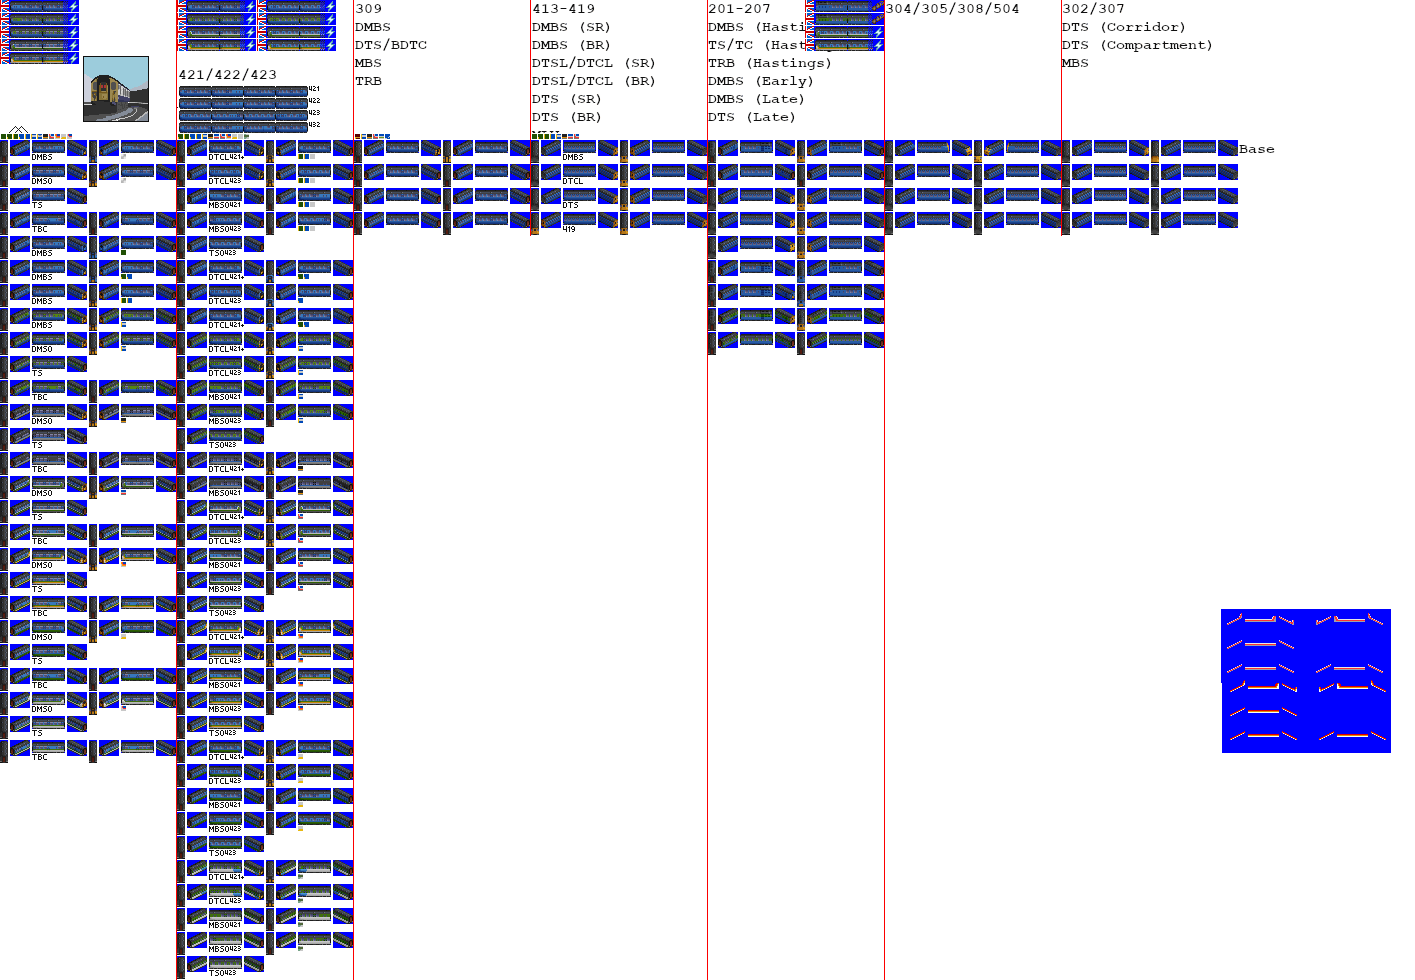 309
DMBS
DTS/BDTC
MBS
TRB
413-419
DMBS (SR)
DMBS (BR)
DTSL/DTCL (SR)
DTSL/DTCL (BR)
DTS (SR)
DTS (BR)
201-207
DMBS (Hasti
TS/TC (Hast
TRB (Hastings)
DMBS (Early)
DMBS (Late)
DTS (Late)
304/305/308/504
302/307
DTS (Corridor)
DTS (Compartment)
MBS
421/422/423
421
422
423
432
Base
DMBS
DMSO
TS
TBC
DMBS
DMBS
DMBS
DMBS
DMSO
TS
TBC
DMSO
TS
TBC
DMSO
TS
TBC
DMSO
TS
TBC
DMSO
TS
TBC
DMSO
TS
TBC
DTCL421+
DTCL423
MBSO421
MBSO423
TSO423
DTCL421+
DTCL423
DTCL421+
DTCL421+
DTCL423
MBSO421
MBSO423
TSO423
DTCL421+
MBSO421
DTCL421+
DTCL423
MBSO421
MBSO423
TSO423
DTCL421+
DTCL423
MBSO421
MBSO423
TSO423
DTCL421+
DTCL423
MBSO421
MBSO423
TSO423
DTCL421+
DTCL423
MBSO421
MBSO423
TSO423
DMBS
DTCL
DTS
419